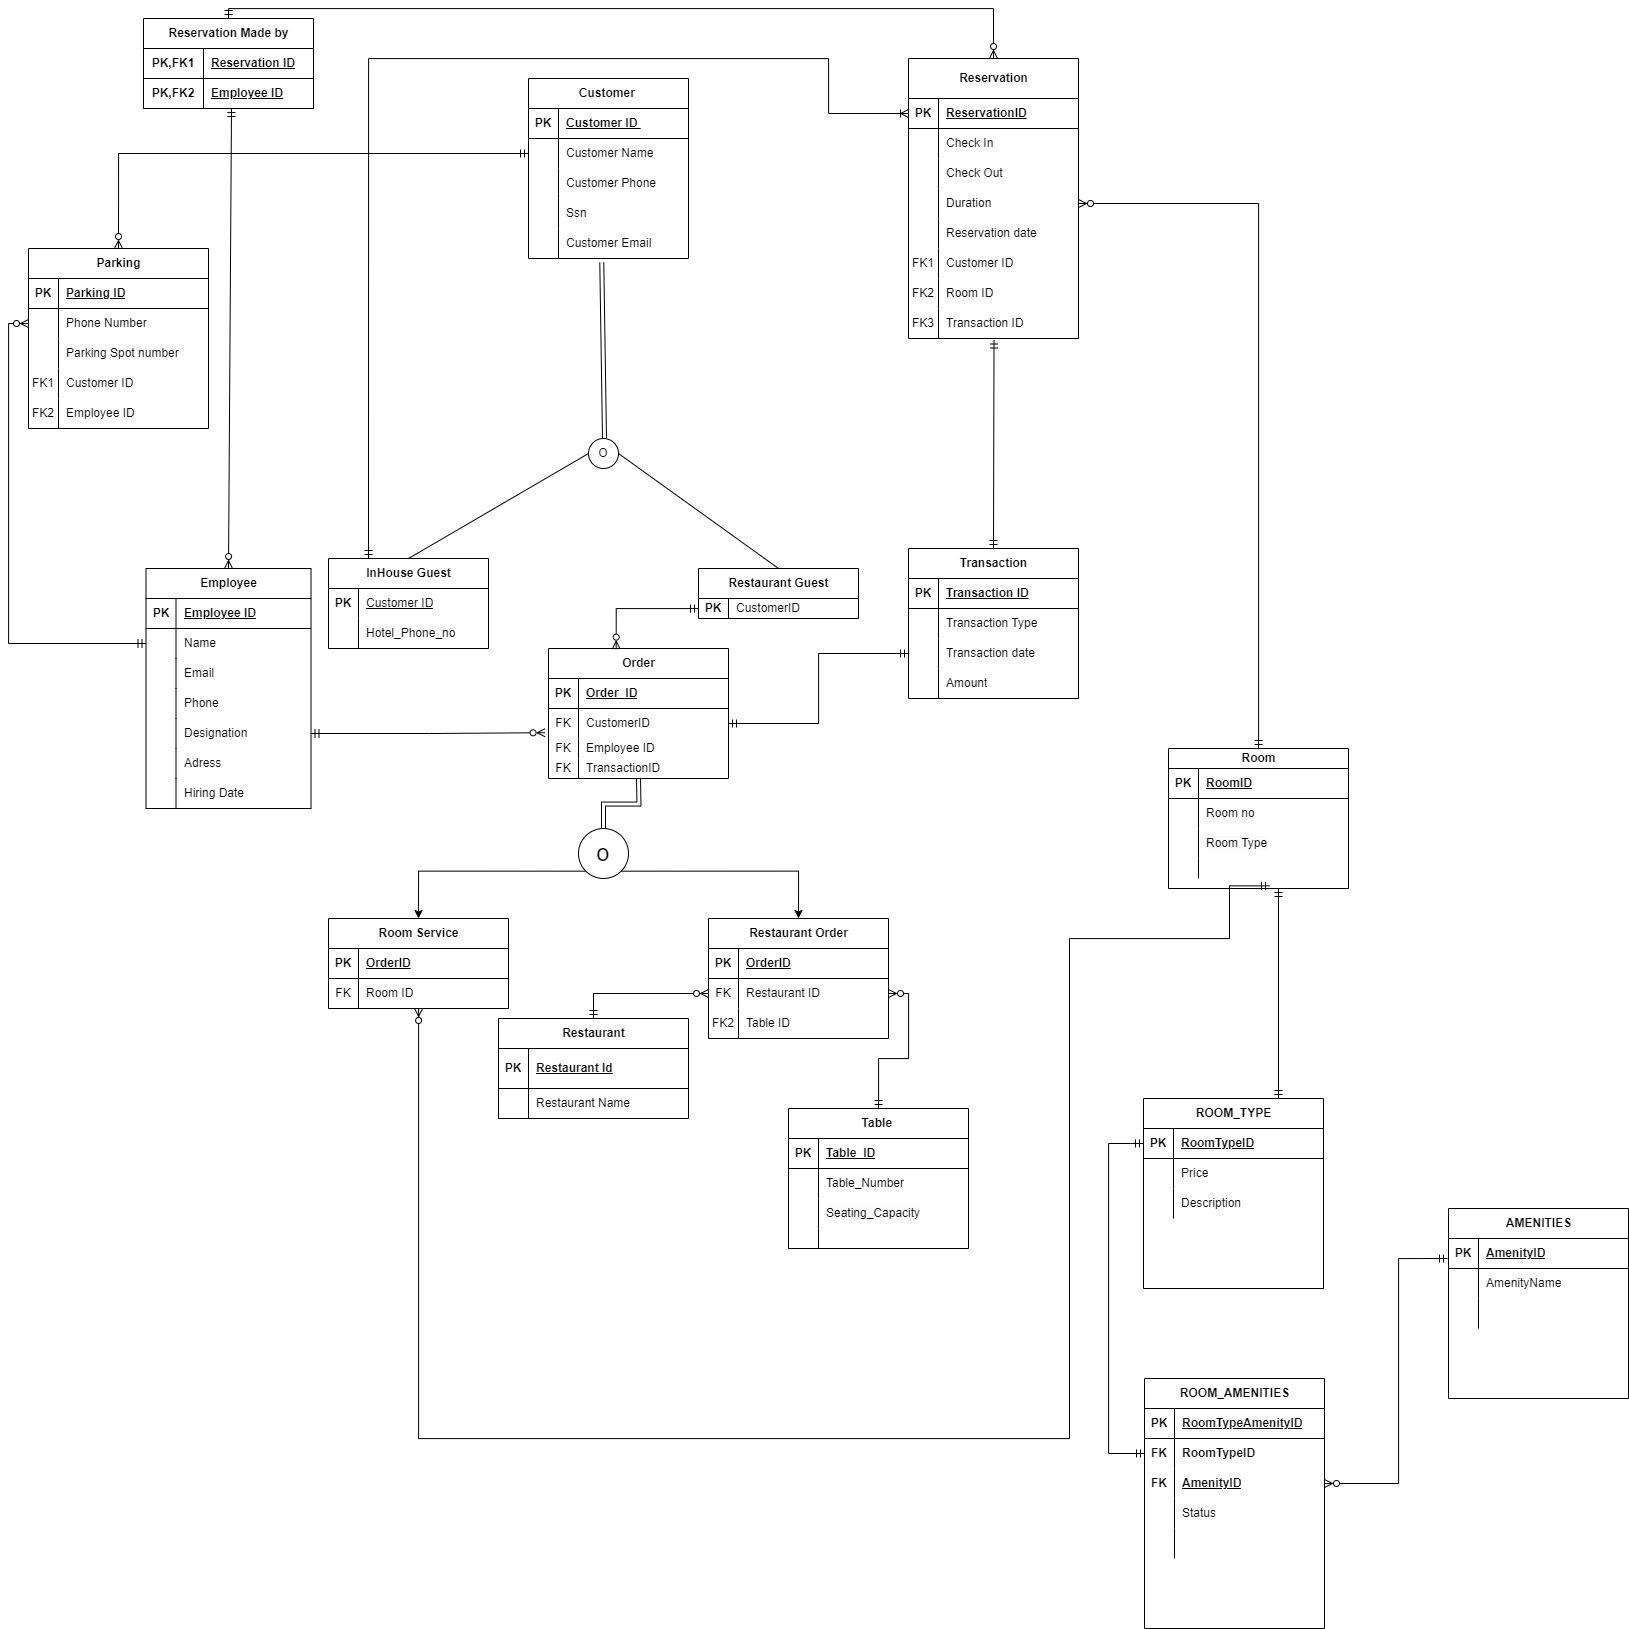 Reservation Made by
PK,FK1 Reservation ID
PK,FK2 Employee ID
Customer
PK Customer ID
Customer Name
Customer Phone
Ssn
Customer Email
Reservation
PK ReservationID
Check In
Check Out
Duration
Reservation date
FK1 Customer ID
FK2 Room ID
FK3 Transaction ID
Parking
PK Parking ID
Phone Number
Parking Spot number
FK1 Customer ID
FK2 Employee ID
O
Employee
PK Employee ID
Name
Email
Phone
Designation
Adress
Hiring Date
InHouse Guest
PK Customer ID
Hotel_Phone_no
Restaurant Guest
PK CustomerID
Transaction
PK Transaction ID
Transaction Type
Transaction date
Amount
Order
PK Order_ID
FK CustomerID
FK Employee ID
FK TransactionID
Room
PK RoomID
Room no
Room Type
O
Room Service
PK OrderID
FK Room ID
Restaurant Order
PK OrderID
FK Restaurant ID
FK2 Table ID
Restaurant
PK Restaurant Id
Restaurant Name
Table
PK Table_ID
Table_Number
Seating_Capacity
ROOM_TYPE
PK RoomTypeID
Price
Description
AMENITIES
PK AmenityID
AmenityName
ROOM_AMENITIES
PK RoomTypeAmenityID
FK RoomTypeID
FK AmenityID
Status